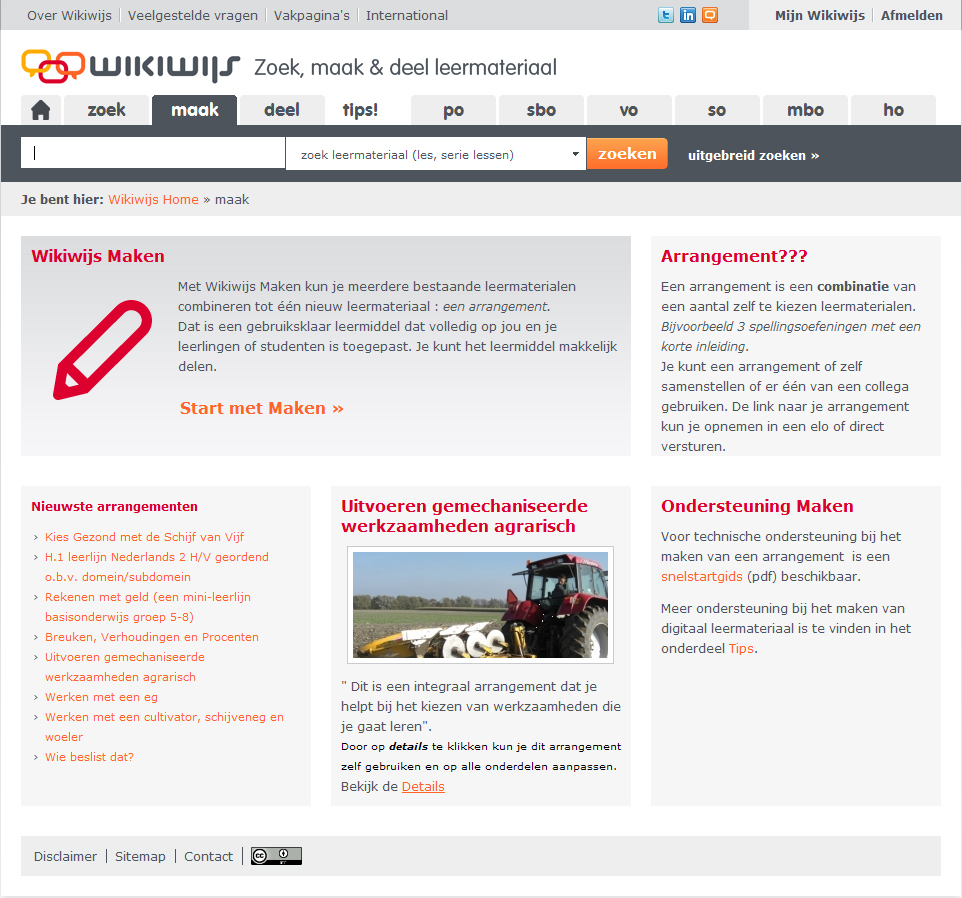 Over Wikiwijs | Veelgestelde vragen | Vakpagina's | International
Mijn Wikiwijs | Afmelden
WIKIWIJS Zoek, maak & deel leermateriaal
zoek maak deel tips! po sbo vo so mbo ho
zoek leermateriaal (les, serie lessen) zoeken uitgebreid zoeken »
Je bent hier: Wikiwijs Home » maak
Wikiwijs Maken
Met Wikiwijs Maken kun je meerdere bestaande leermaterialen
combineren tot één nieuw leermateriaal : een arrangement.
Dat is een gebruiksklaar leermiddel dat volledig op jou en je
leerlingen of studenten is toegepast. Je kunt het leermiddel makkelijk
delen.
Start met Maken »
Arrangement???
Een arrangement is een combinatie van
een aantal zelf te kiezen leermaterialen.
Bijvoorbeeld 3 spellingsoefeningen met een
korte inleiding.
Je kunt een arrangement of zelf
samenstellen of er één van een collega
gebruiken. De link naar je arrangement
kun je opnemen in een elo of direct
versturen.
Nieuwste arrangementen
› Kies Gezond met de Schijf van Vijf
› H.1 leerlijn Nederlands 2 H/V geordend
o.b.v. domein/subdomein
› Rekenen met geld (een mini-leerlijn
basisonderwijs groep 5-8)
› Breuken, Verhoudingen en Procenten
› Uitvoeren gemechaniseerde
werkzaamheden agrarisch
› Werken met een eg
› Werken met een cultivator, schijveneg en
woeler
› Wie beslist dat?
Uitvoeren gemechaniseerde
werkzaamheden agrarisch
" Dit is een integraal arrangement dat je
helpt bij het kiezen van werkzaamheden die
je gaat leren".
Door op details te klikken kun je dit arrangement
zelf gebruiken en op alle onderdelen aanpassen.
Bekijk de Details
Ondersteuning Maken
Voor technische ondersteuning bij het
maken van een arrangement is een
snelstartgids (pdf) beschikbaar.
Meer ondersteuning bij het maken van
digitaal leermateriaal is te vinden in het
onderdeel Tips.
Disclaimer | Sitemap | Contact | cc BY